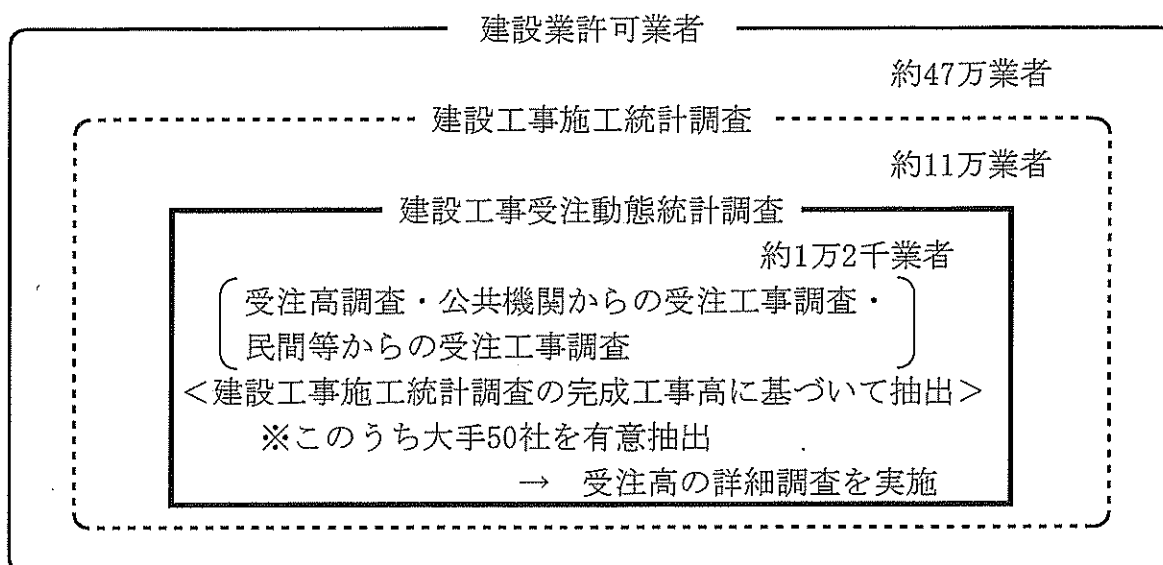 建設業許可業者
約47万業者
建設工事施工統計調査
約11万業者
建設工事受注動態統計調査
約1万2千業者
受注高調査・公共機関からの受注工事調査・
民間等からの受注工事調査
＜建設工事施工統計調査の完成工事高に基づいて抽出＞
※このうち大手50社を有意抽出
→ 受注高の詳細調査を実施